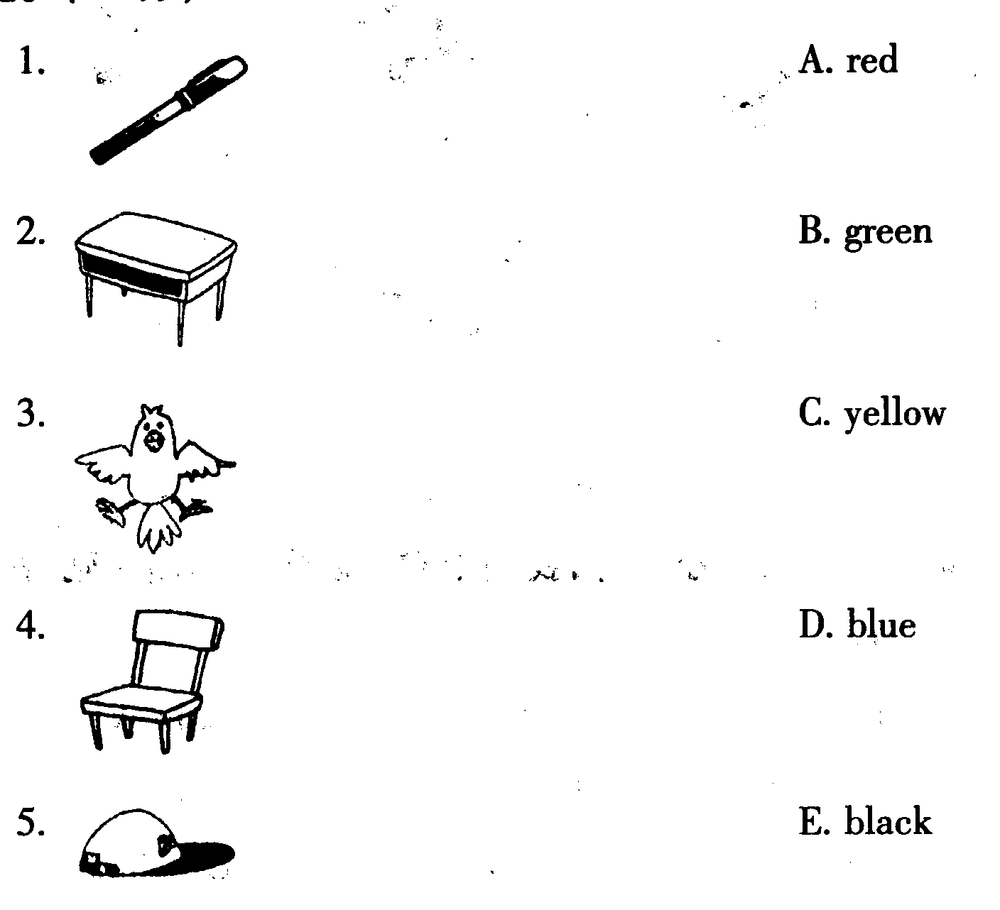 1. A. red
2. B. green
3. C. yellow
4. D. blue
5. E. black